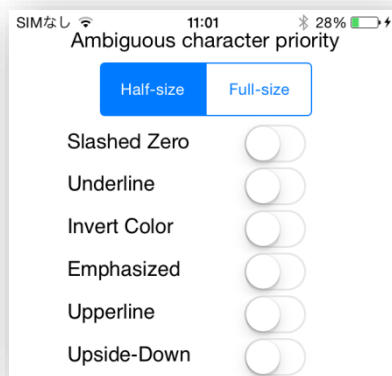 SIMなし 11:01 28%
Ambiguous character priority
Half-size Full-size
Slashed Zero
Underline
Invert Color
Emphasized
Upperline
Upside-Down